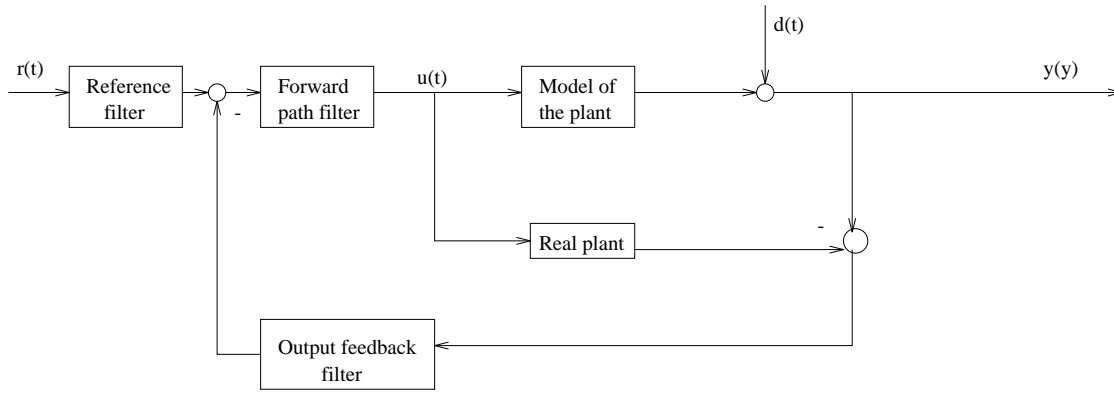 d(t)
r(t)
Reference
filter
-
Forward
path filter
u(t)
Model of
the plant
y(y)
Real plant
-
Output feedback
filter